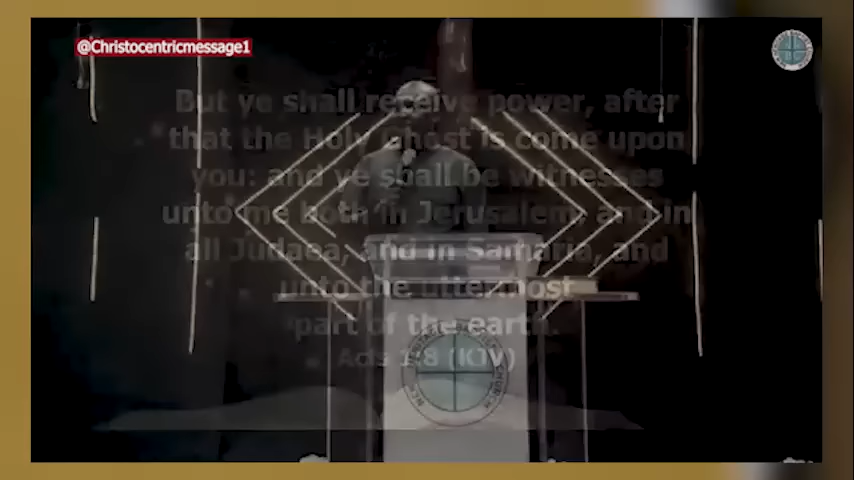 @Christocentricmessage1
But ye shall receive power, after
that the Holy Ghost is come upon
you: and ye shall be witnesses
unto me both in Jerusalem, and in
all Judaea, and in Samaria, and
unto the uttermost
part of the earth.
Acts 1:8 (KJV)